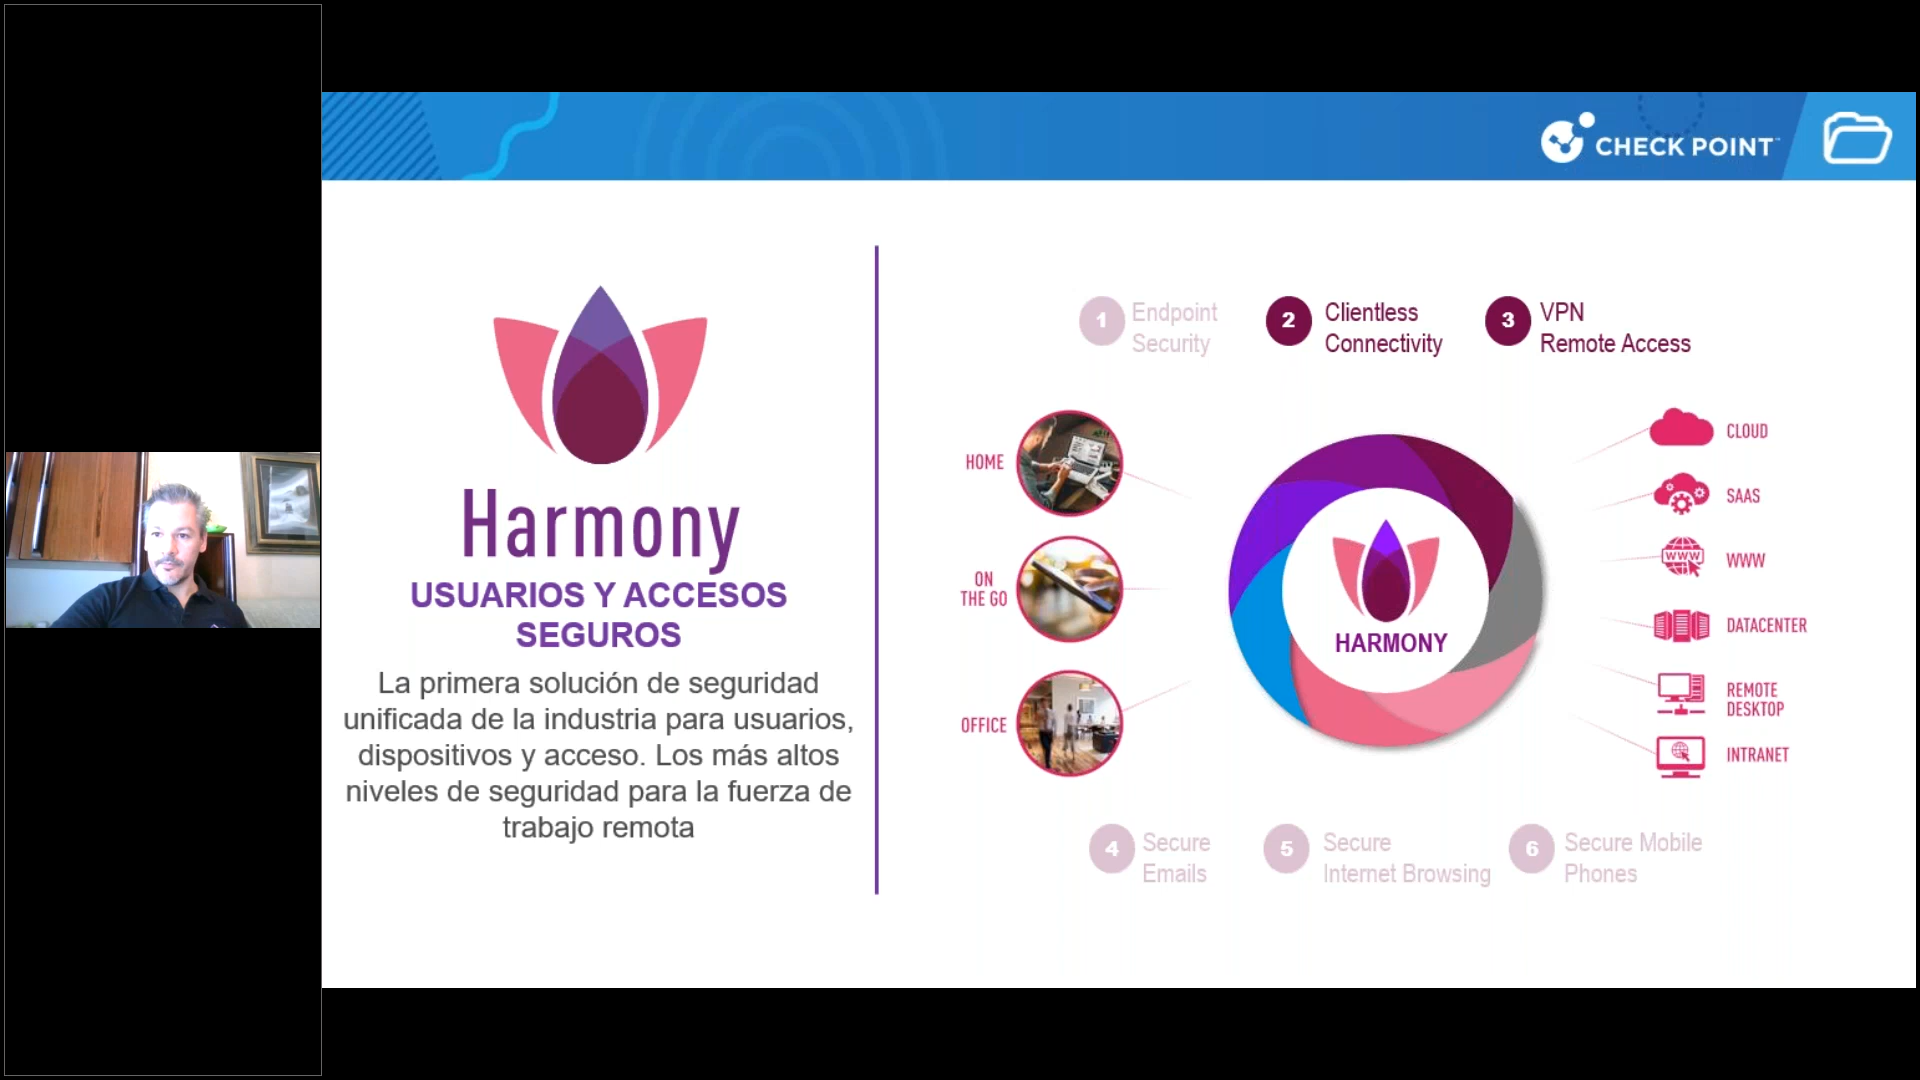 CHECK POINT™
Harmony
USUARIOS Y ACCESOS
SEGUROS
La primera solución de seguridad
unificada de la industria para usuarios,
dispositivos y acceso. Los más altos
niveles de seguridad para la fuerza de
trabajo remota
1
Endpoint
Security
2
Clientless
Connectivity
3
VPN
Remote Access
HOME
ON
THE GO
OFFICE
HARMONY
CLOUD
SAAS
WWW
WWW
DATACENTER
REMOTE
DESKTOP
INTRANET
4
Secure
Emails
5
Secure
Internet Browsing
6
Secure Mobile
Phones